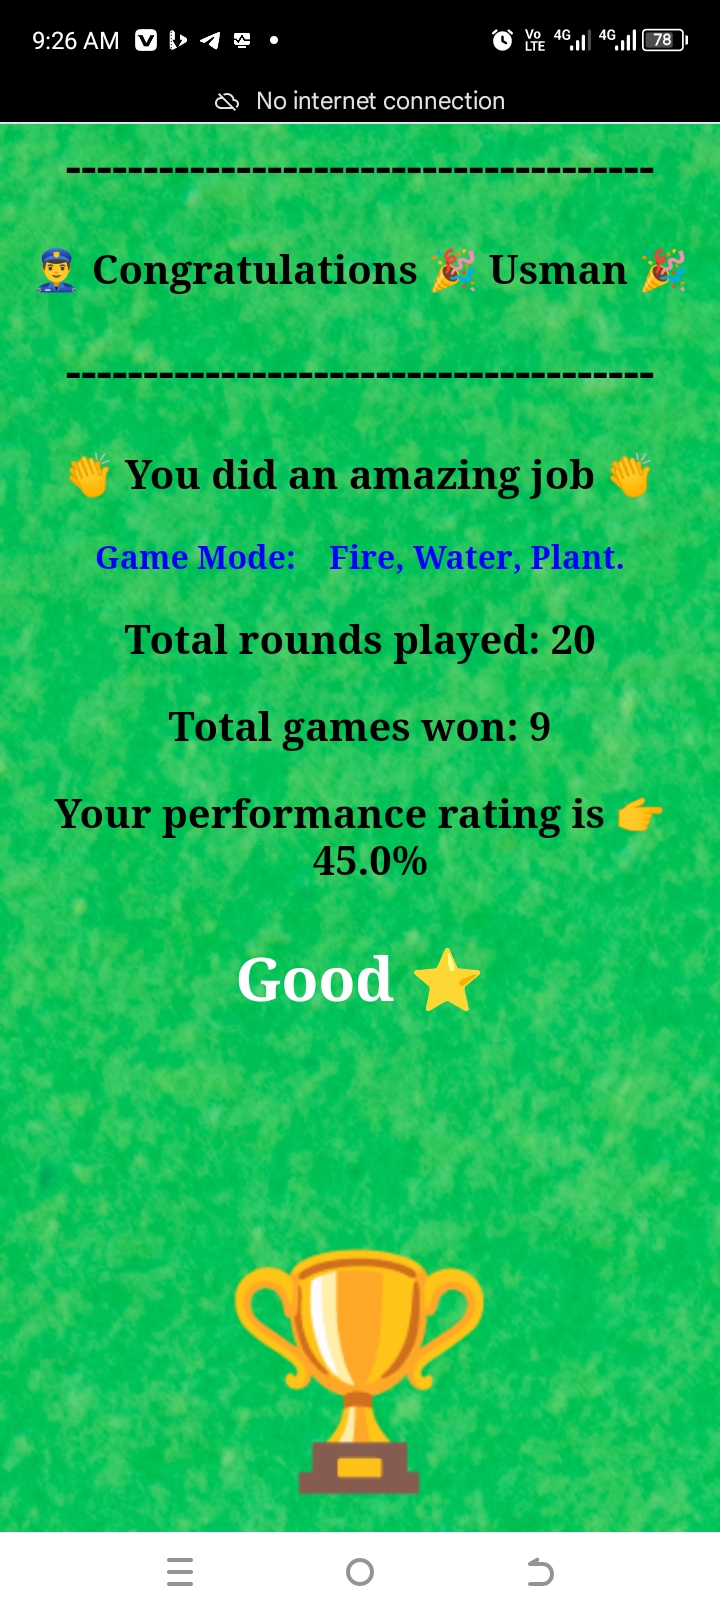 9:26 AM Vo LTE 4G 4G 78
No internet connection
--------------------------------------
👮 Congratulations 🎉 Usman 🎉
--------------------------------------
👏 You did an amazing job 👏
Game Mode: Fire, Water, Plant.
Total rounds played: 20
Total games won: 9
Your performance rating is 👉
45.0%
Good ⭐